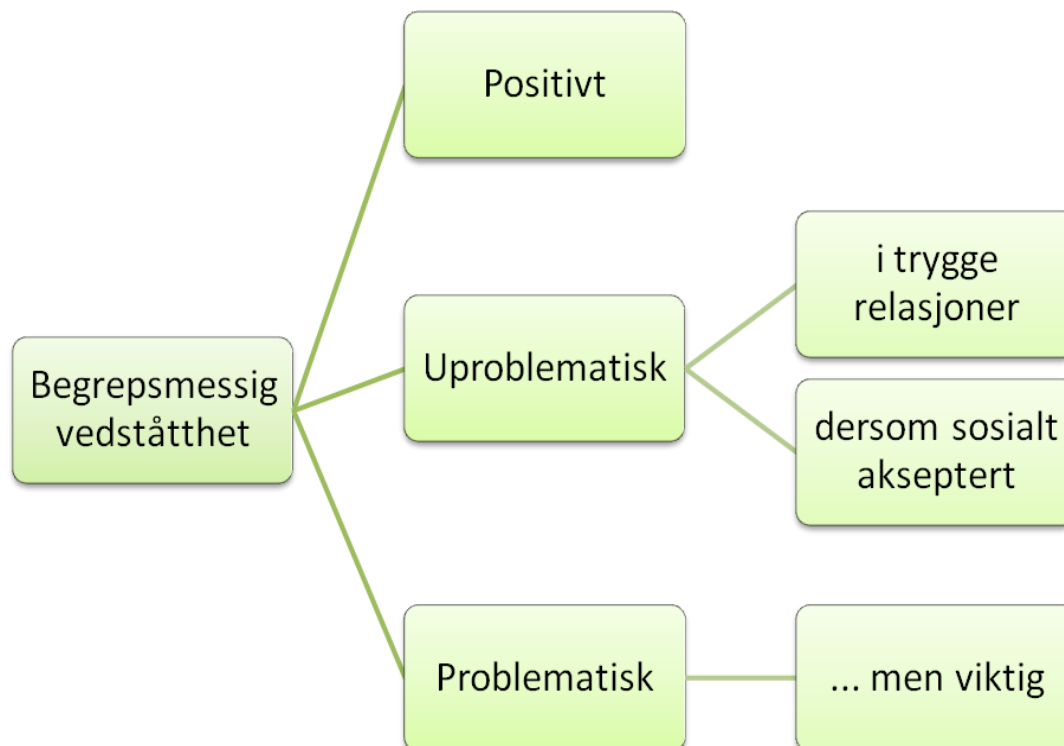 Positivt
i trygge
relasjoner
Uproblematisk
Begrepsmessig
vedståtthet
dersom sosialt
akseptert
Problematisk
... men viktig